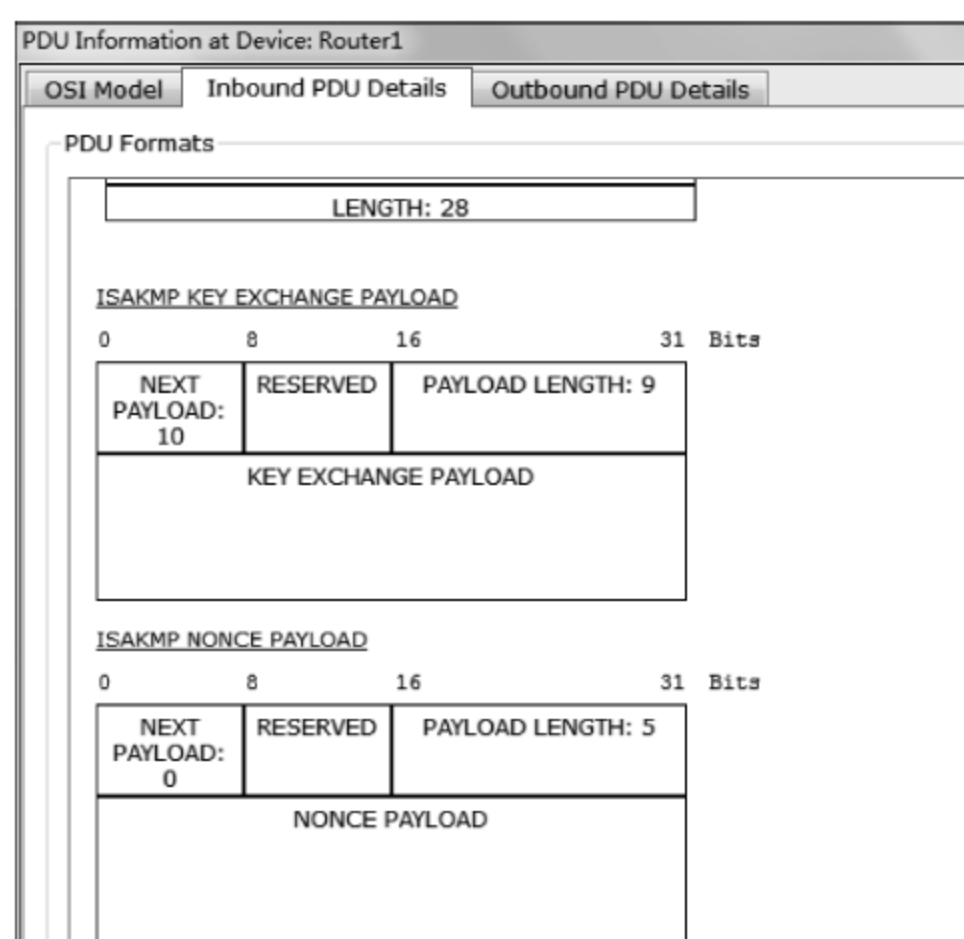 PDU Information at Device: Router1
OSI Model Inbound PDU Details Outbound PDU Details
PDU Formats
LENGTH: 28
ISAKMP KEY EXCHANGE PAYLOAD
0 8 16 31 Bits
NEXT PAYLOAD: 10 RESERVED PAYLOAD LENGTH: 9
KEY EXCHANGE PAYLOAD
ISAKMP NONCE PAYLOAD
0 8 16 31 Bits
NEXT PAYLOAD: 0 RESERVED PAYLOAD LENGTH: 5
NONCE PAYLOAD